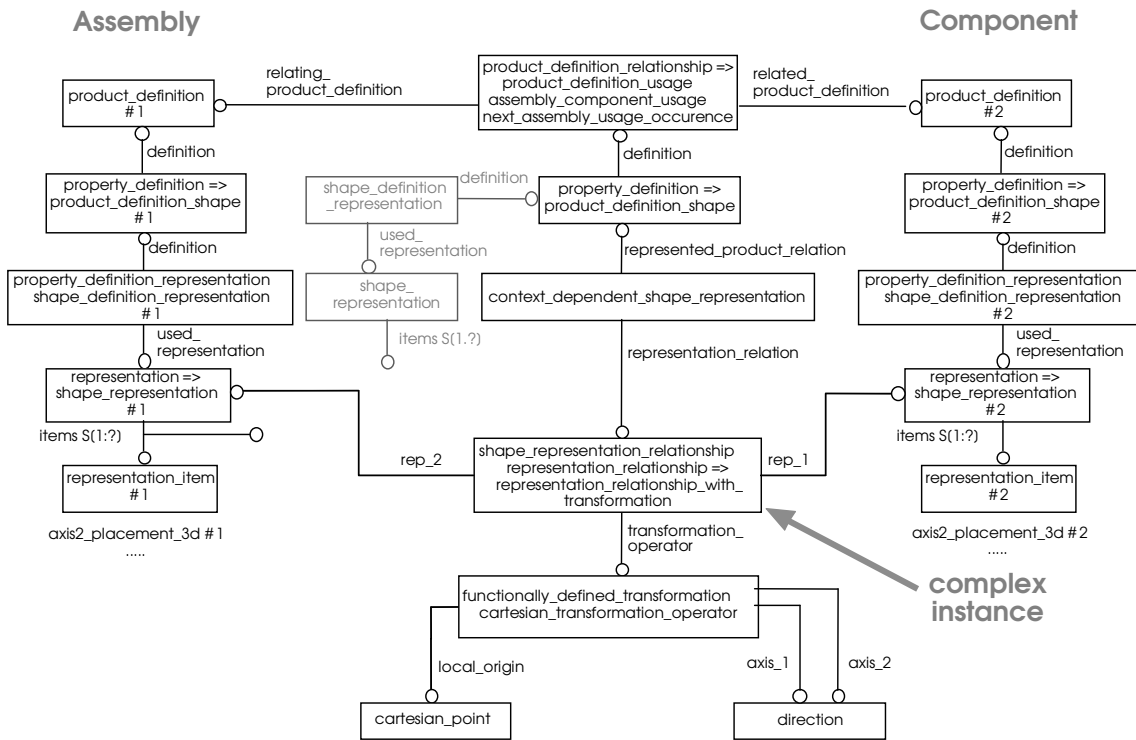 Assembly
Component
relating_
product_definition
product_definition_relationship =>
product_definition_usage
assembly_component_usage
next_assembly_usage_occurence
related_
product_definition
product_definition
#1
product_definition
#2
definition
definition
definition
property_definition =>
product_definition_shape
#1
shape_definition
_representation
definition
property_definition =>
product_definition_shape
property_definition =>
product_definition_shape
#2
definition
used_
representation
represented_product_relation
definition
property_definition_representation
shape_definition_representation
#1
shape_
representation
context_dependent_shape_representation
property_definition_representation
shape_definition_representation
#2
used_
representation
items S[1.?]
representation_relation
used_
representation
representation =>
shape_representation
#1
representation =>
shape_representation
#2
items S[1:?]
rep_2
shape_representation_relationship
representation_relationship =>
representation_relationship_with_
transformation
rep_1
items S[1:?]
representation_item
#1
representation_item
#2
axis2_placement_3d #1
.....
transformation_
operator
axis2_placement_3d #2
.....
complex
instance
functionally_defined_transformation
cartesian_transformation_operator
local_origin
axis_1
axis_2
cartesian_point
direction